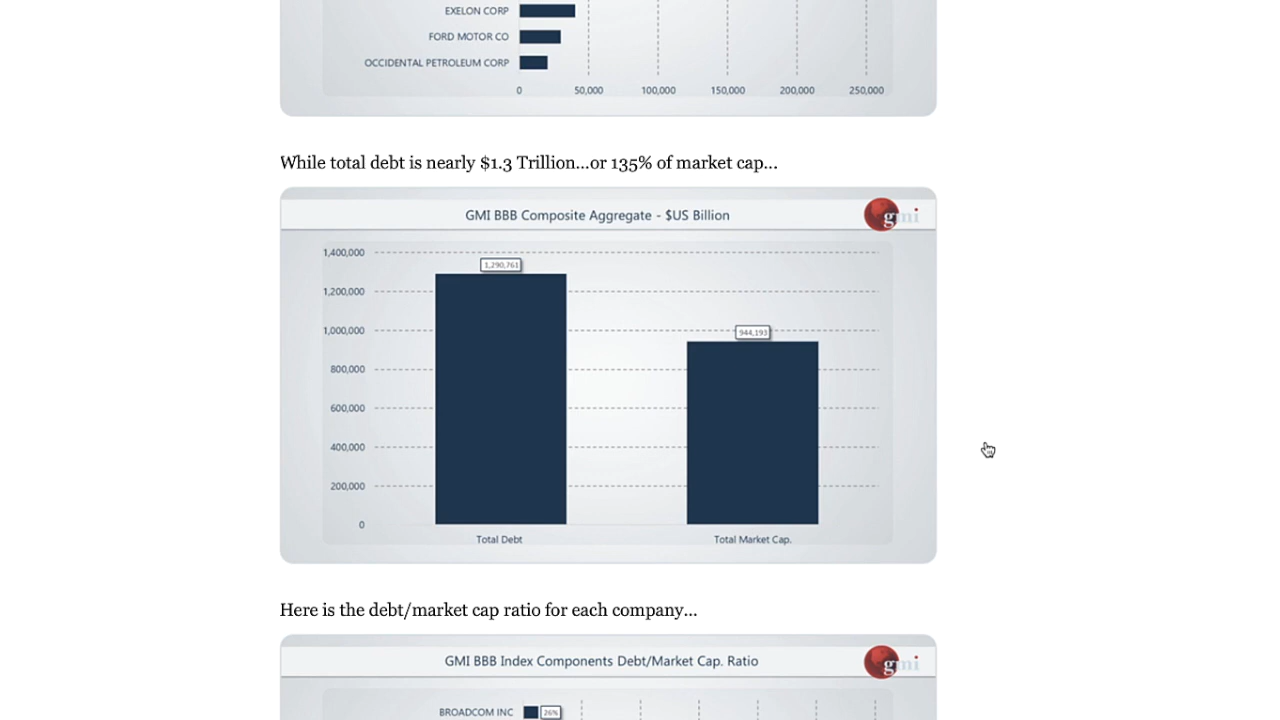 EXELON CORP
FORD MOTOR CO
OCCIDENTAL PETROLEUM CORP
0 50,000 100,000 150,000 200,000 250,000
While total debt is nearly $1.3 Trillion...or 135% of market cap...
GMI BBB Composite Aggregate - $US Billion
gmi
1,400,000
1,290,761
1,200,000
1,000,000
944,193
800,000
600,000
400,000
200,000
0
Total Debt Total Market Cap.
Here is the debt/market cap ratio for each company...
GMI BBB Index Components Debt/Market Cap. Ratio
gmi
BROADCOM INC 26%